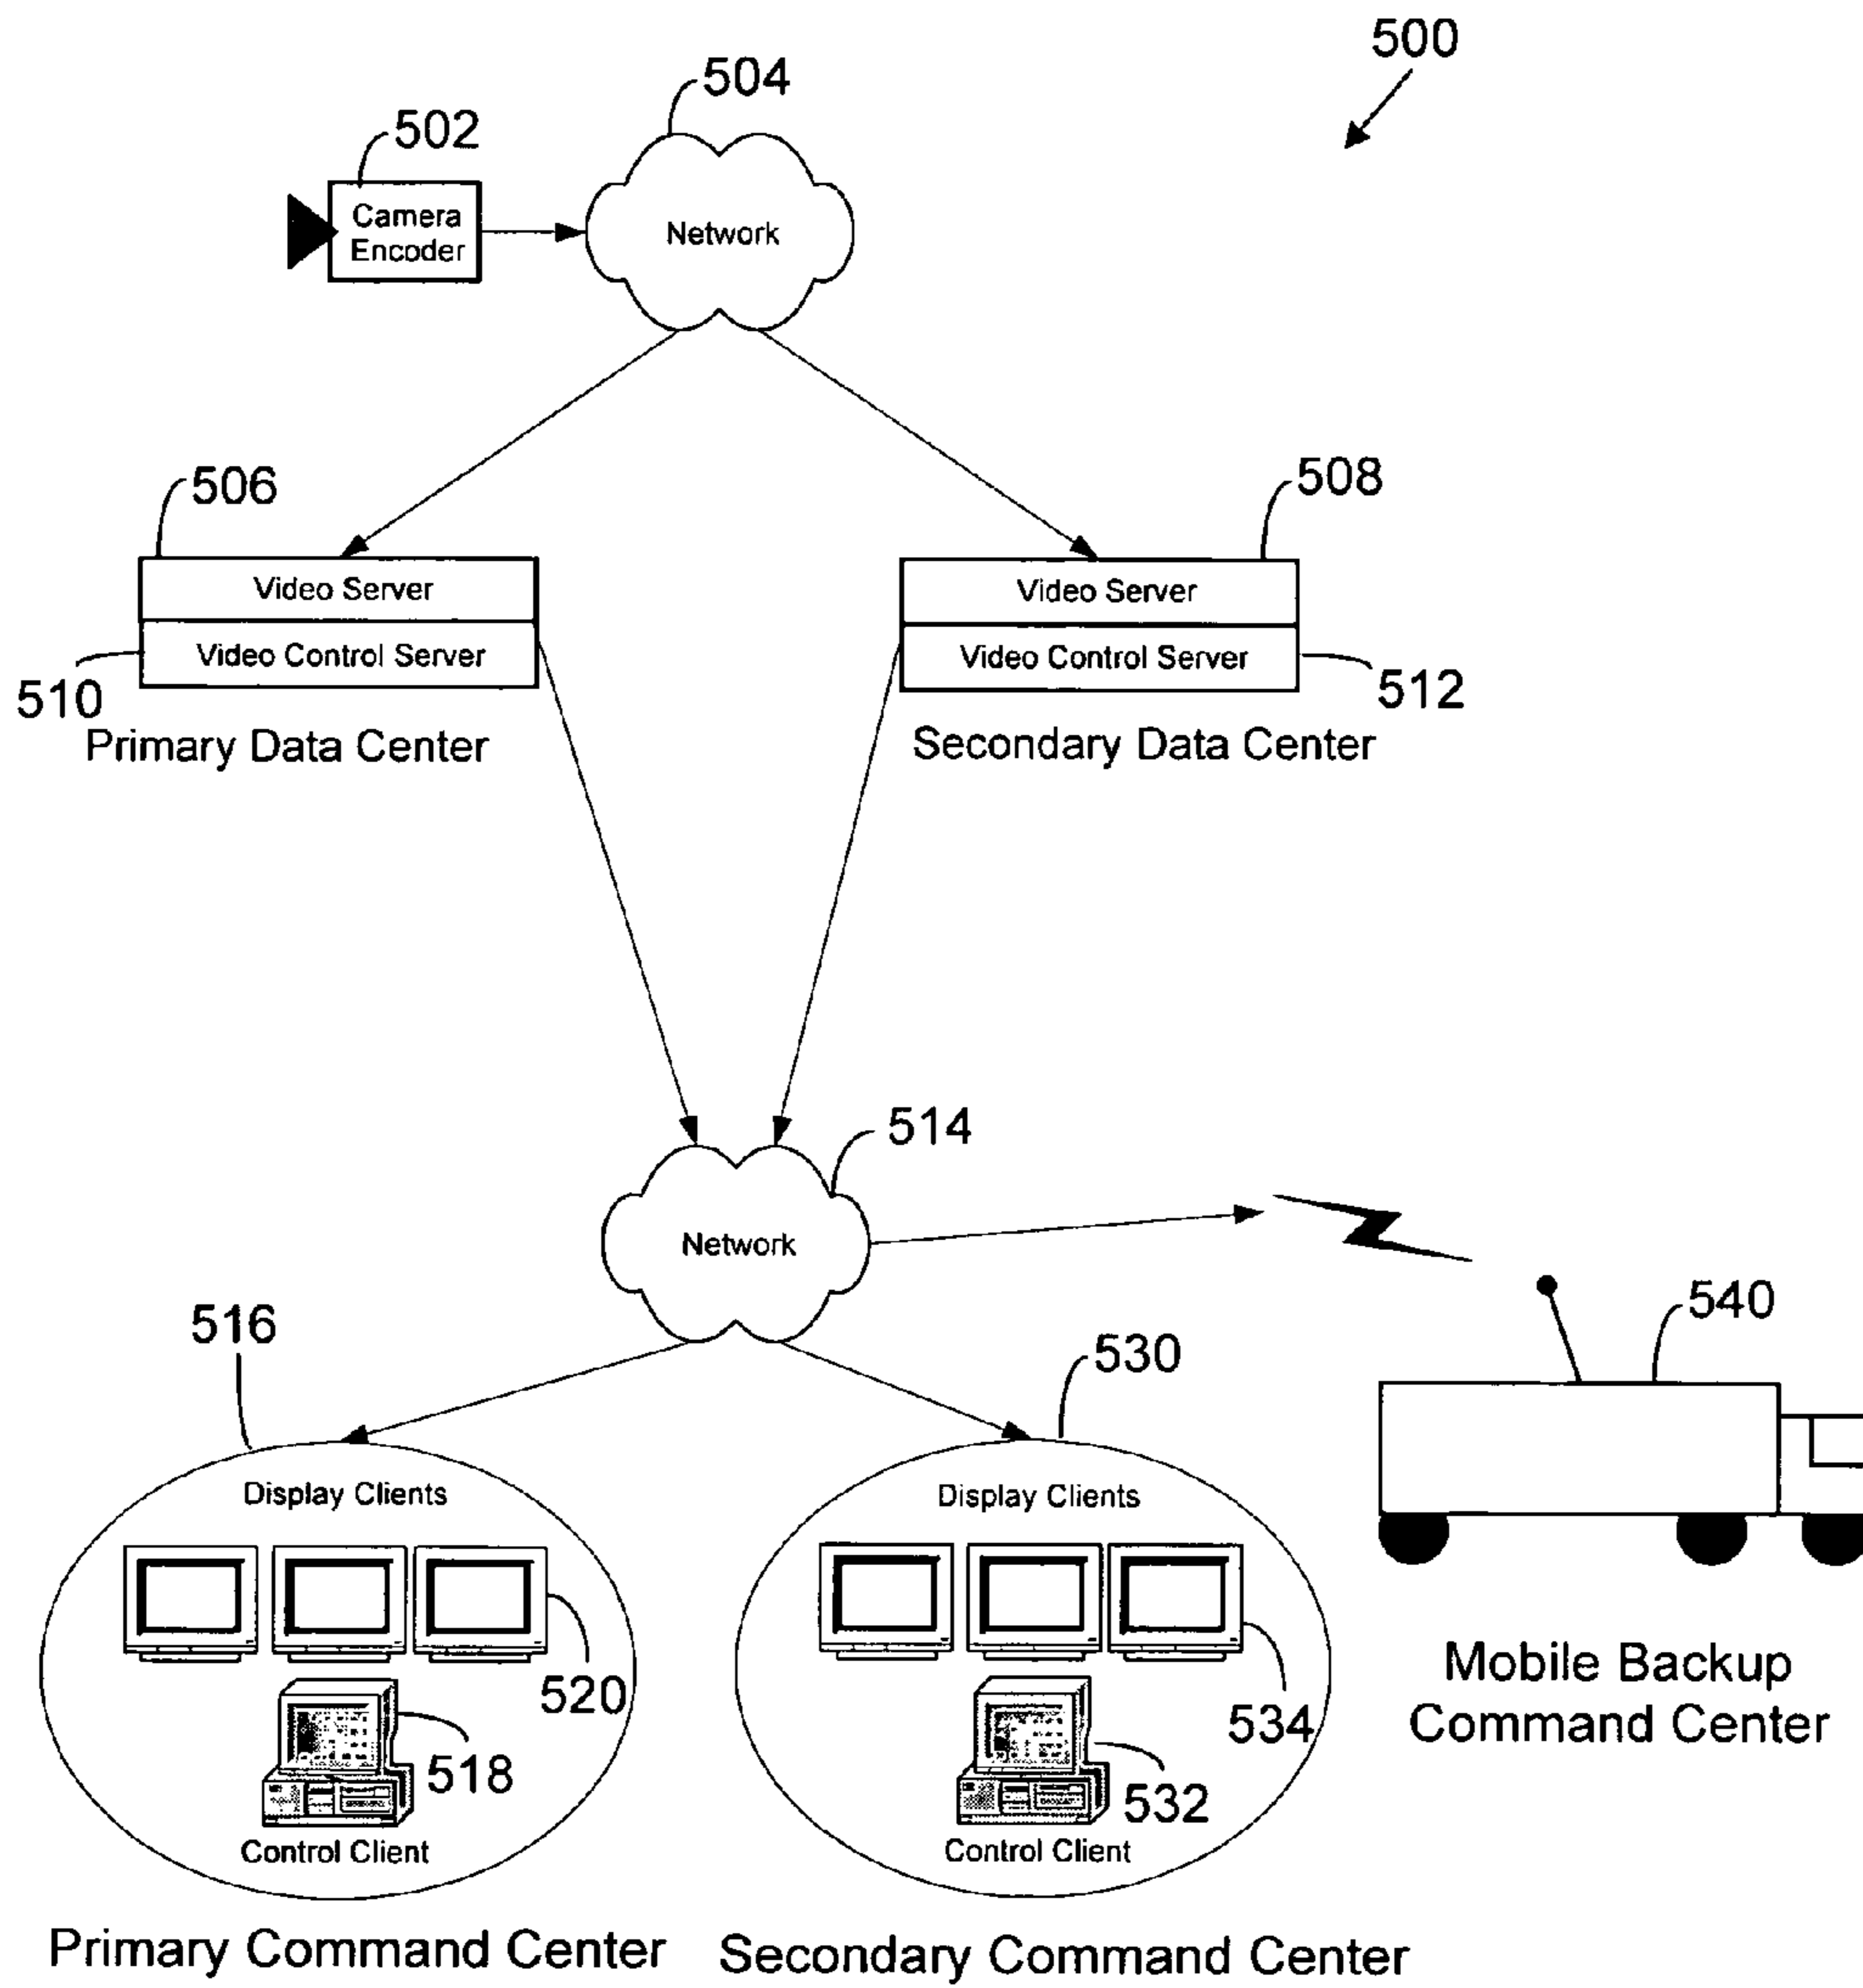 500
504
502
Camera
Encoder
Network
506
508
Video Server
Video Control Server
510
Primary Data Center
Video Server
Video Control Server
512
Secondary Data Center
514
Network
516
530
540
Display Clients
520
518
Control Client
Display Clients
534
532
Control Client
Mobile Backup
Command Center
Primary Command Center
Secondary Command Center